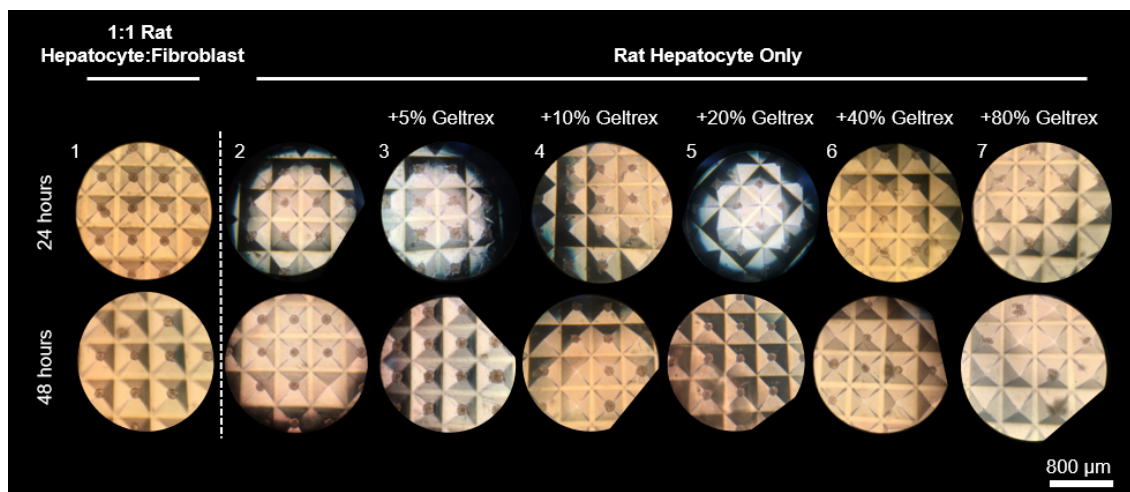 1:1 Rat
Hepatocyte:Fibroblast
Rat Hepatocyte Only
+5% Geltrex
+10% Geltrex
+20% Geltrex
+40% Geltrex
+80% Geltrex
1
2
3
4
5
6
7
24 hours
48 hours
800 µm